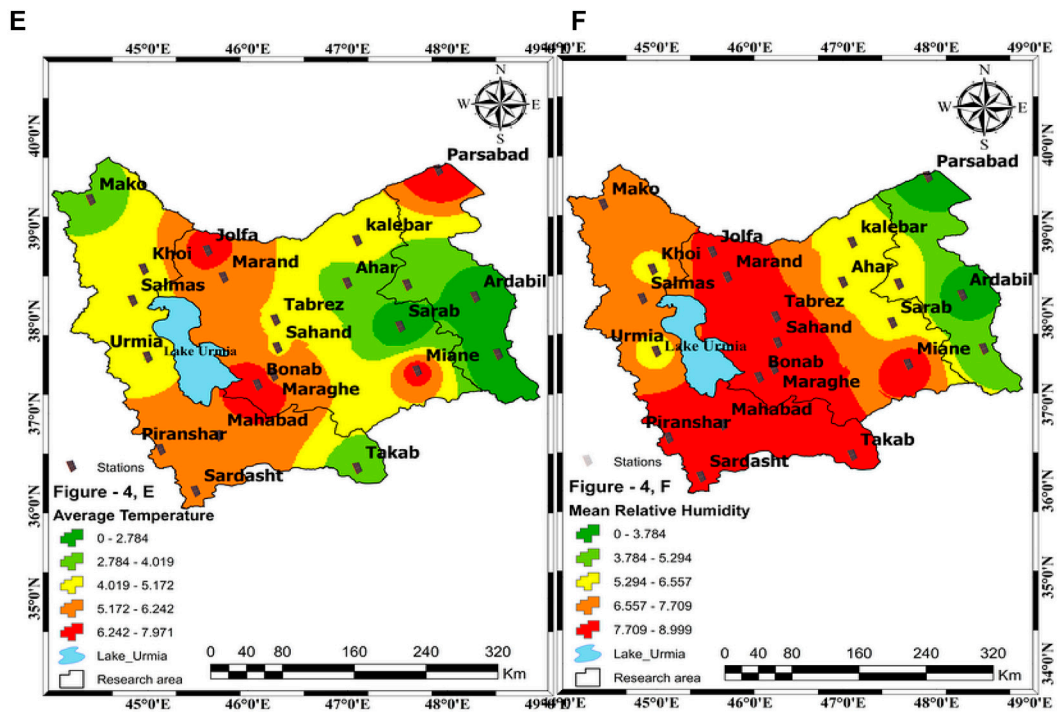 E
45°0'E 46°0'E 47°0'E 48°0'E 49°0'E
N
W E
S
40°0'N
39°0'N
38°0'N
37°0'N
36°0'N
35°0'N
Parsabad
Mako
Jolfa
kalebar
Khoi
Marand
Ahar
Ardabil
Salmas
Tabrez
Sarab
Sahand
Urmia
Lake Urmia
Miane
Bonab
Maraghe
Mahabad
Piranshar
Takab
Sardasht
Stations
Figure - 4, E
Average Temperature
0 - 2.784
2.784 - 4.019
4.019 - 5.172
5.172 - 6.242
6.242 - 7.971
Lake_Urmia
Research area
0 40 80 160 240 320
Km
F
45°0'E 46°0'E 47°0'E 48°0'E 49°0'E
N
W E
S
40°0'N
39°0'N
38°0'N
37°0'N
36°0'N
35°0'N
34°0'N
Parsabad
Mako
kalebar
Jolfa
Khoi
Marand
Ahar
Ardabil
Salmas
Tabrez
Sarab
Sahand
Urmia
Lake Urmia
Miane
Bonab
Maraghe
Mahabad
Piranshar
Takab
Sardasht
Stations
Figure - 4, F
Mean Relative Humidity
0 - 3.784
3.784 - 5.294
5.294 - 6.557
6.557 - 7.709
7.709 - 8.999
Lake_Urmia
Research area
0 40 80 160 240 320
Km